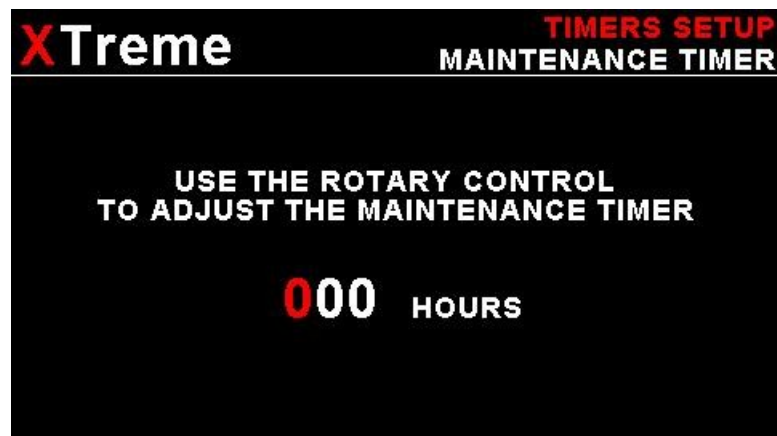 XTreme
TIMERS SETUP
MAINTENANCE TIMER
USE THE ROTARY CONTROL
TO ADJUST THE MAINTENANCE TIMER
000 HOURS